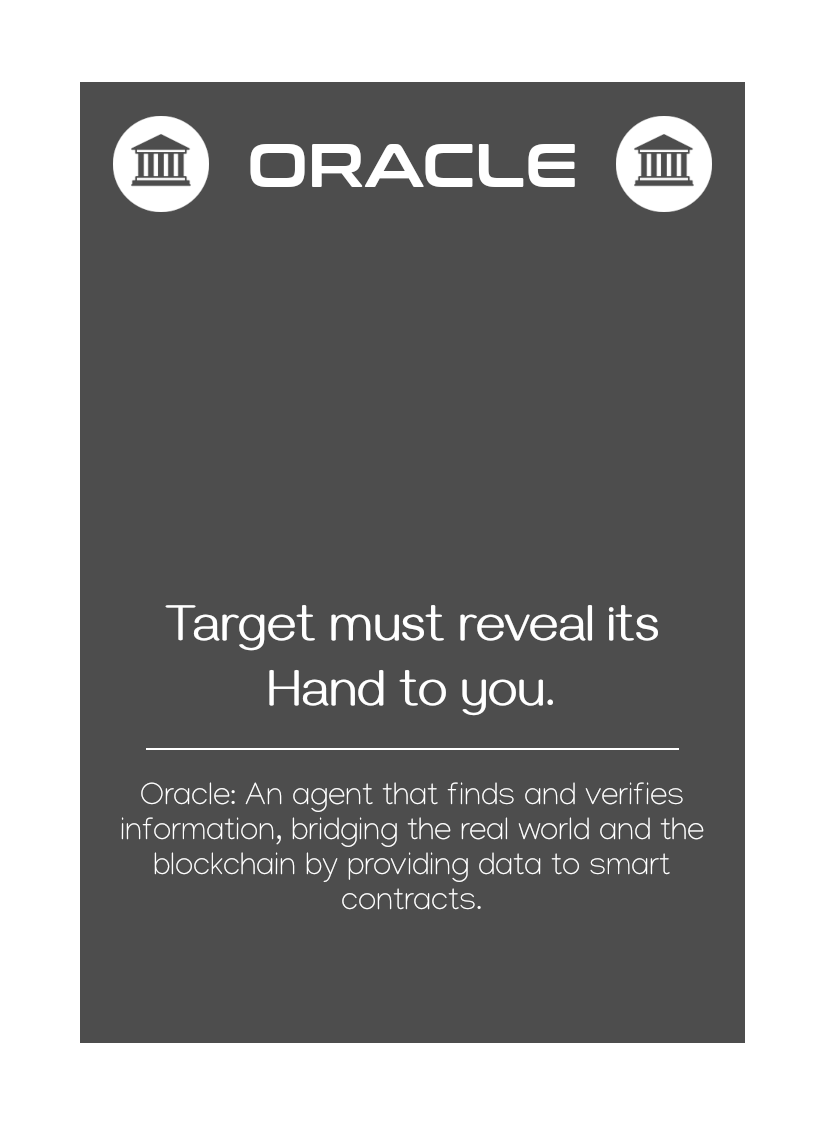 ORACLE
Target must reveal its
Hand to you.
Oracle: An agent that finds and verifies
information, bridging the real world and the
blockchain by providing data to smart
contracts.